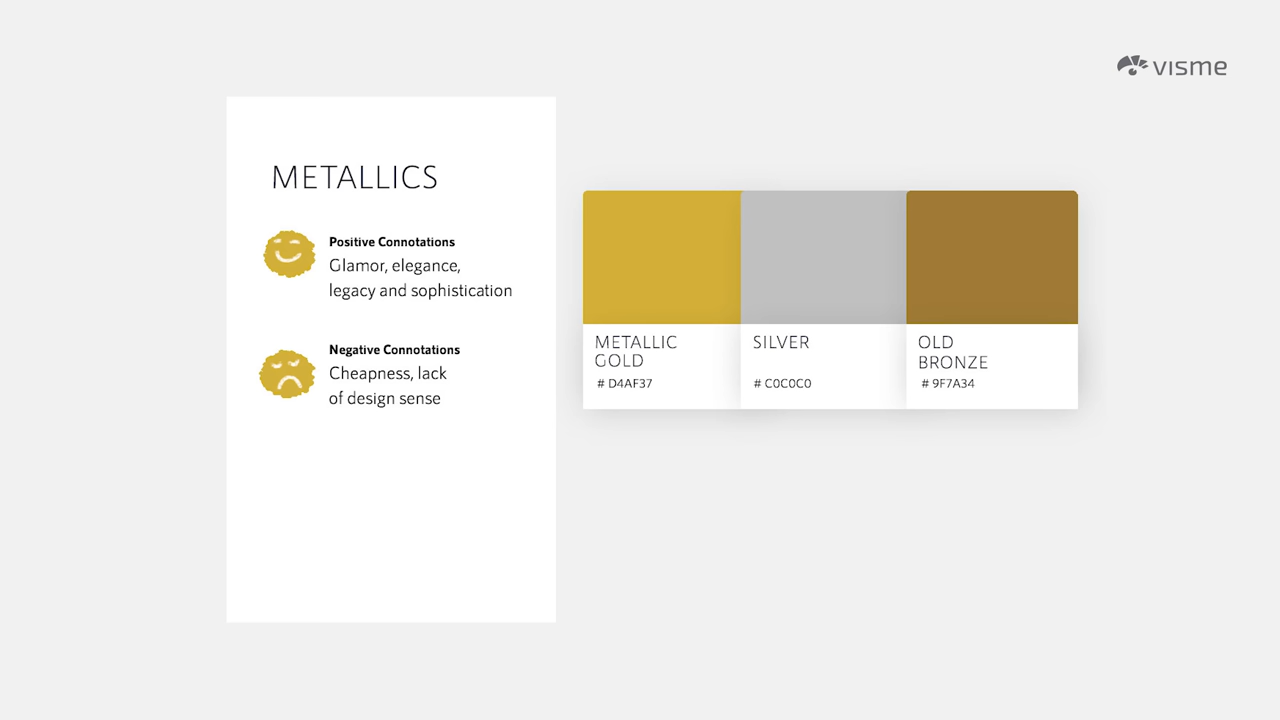 visme
METALLICS
Positive Connotations
Glamor, elegance,
legacy and sophistication
Negative Connotations
Cheapness, lack
of design sense
METALLIC
GOLD
# D4AF37
SILVER
# C0C0C0
OLD
BRONZE
# 9F7A34